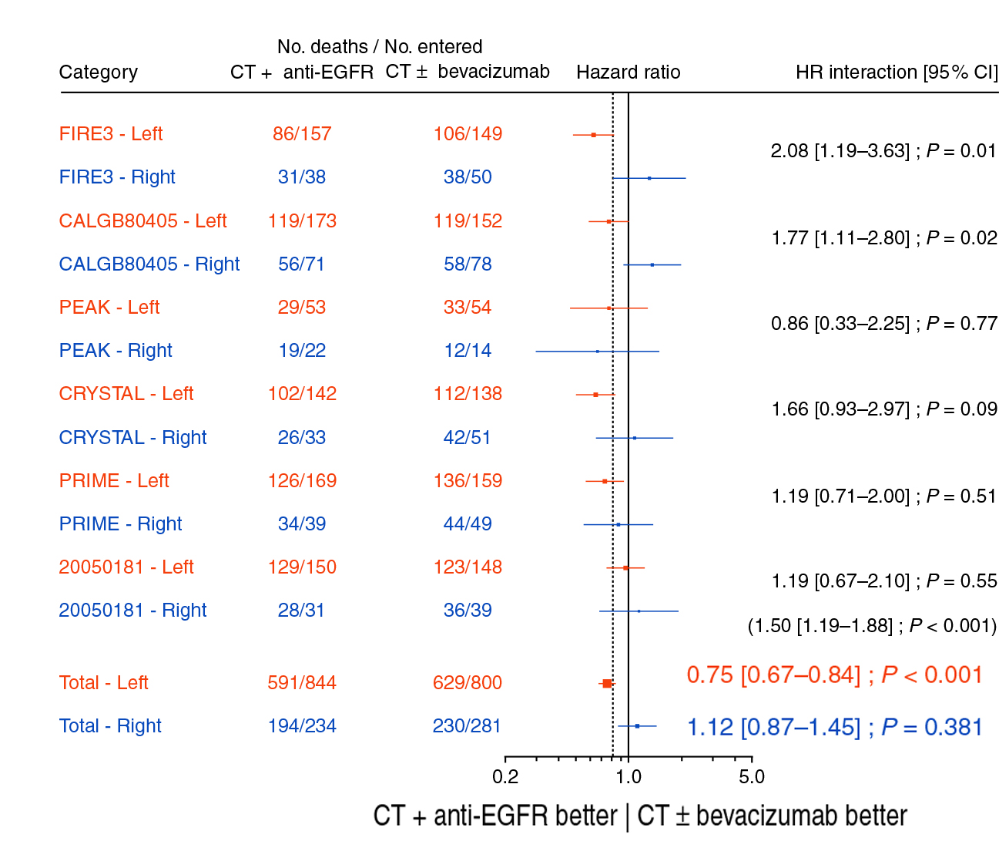 No. deaths / No. entered
Category CT + anti-EGFR CT ± bevacizumab Hazard ratio HR interaction [95% CI]
FIRE3 - Left 86/157 106/149
2.08 [1.19–3.63] ; P = 0.01
FIRE3 - Right 31/38 38/50
CALGB80405 - Left 119/173 119/152
1.77 [1.11–2.80] ; P = 0.02
CALGB80405 - Right 56/71 58/78
PEAK - Left 29/53 33/54
0.86 [0.33–2.25] ; P = 0.77
PEAK - Right 19/22 12/14
CRYSTAL - Left 102/142 112/138
1.66 [0.93–2.97] ; P = 0.09
CRYSTAL - Right 26/33 42/51
PRIME - Left 126/169 136/159
1.19 [0.71–2.00] ; P = 0.51
PRIME - Right 34/39 44/49
20050181 - Left 129/150 123/148
1.19 [0.67–2.10] ; P = 0.55
20050181 - Right 28/31 36/39
(1.50 [1.19–1.88] ; P < 0.001)
Total - Left 591/844 629/800 0.75 [0.67–0.84] ; P < 0.001
Total - Right 194/234 230/281 1.12 [0.87–1.45] ; P = 0.381
0.2 1.0 5.0
CT + anti-EGFR better | CT ± bevacizumab better